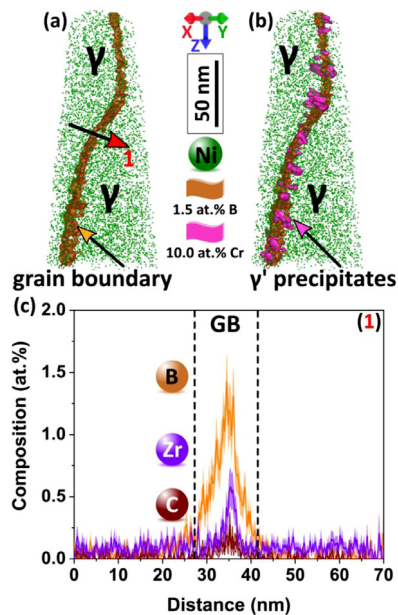 (a)
(b)
X
Y
Z
γ
γ
50 nm
1
Ni
γ
γ
1.5 at.% B
10.0 at.% Cr
grain boundary
γ' precipitates
(c)
GB
(1)
B
Zr
C
Composition (at.%)
2.0
1.5
1.0
0.5
0.0
0 10 20 30 40 50 60 70
Distance (nm)